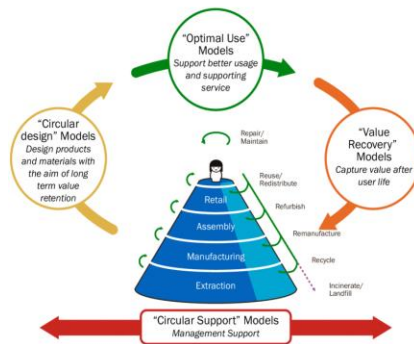 “Optimal Use”
Models
Support better usage
and supporting
service
“Circular
design” Models
Design products
and materials with
the aim of long
term value
retention
“Value
Recovery”
Models
Capture value after
user life
Repair/
Maintain
Reuse/
Redistribute
Retail
Refurbish
Assembly
Remanufacture
Manufacturing
Recycle
Extraction
Incinerate/
Landfill
“Circular Support” Models
Management Support